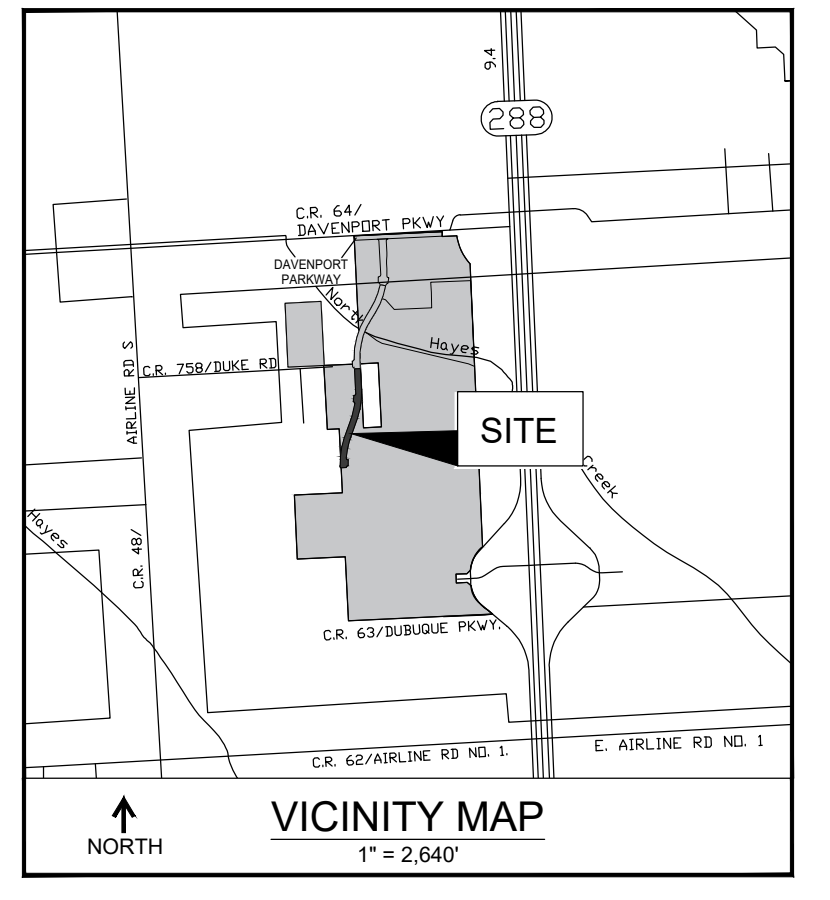 9.4
288
C.R. 64/
DAVENPORT PKWY
DAVENPORT
PARKWAY
North
Hayes
AIRLINE RD S
C.R. 758/DUKE RD
SITE
Creek
Hayes
C.R. 48/
C.R. 63/DUBUQUE PKWY.
C.R. 62/AIRLINE RD NO. 1.
E. AIRLINE RD NO. 1
NORTH
VICINITY MAP
1" = 2,640'